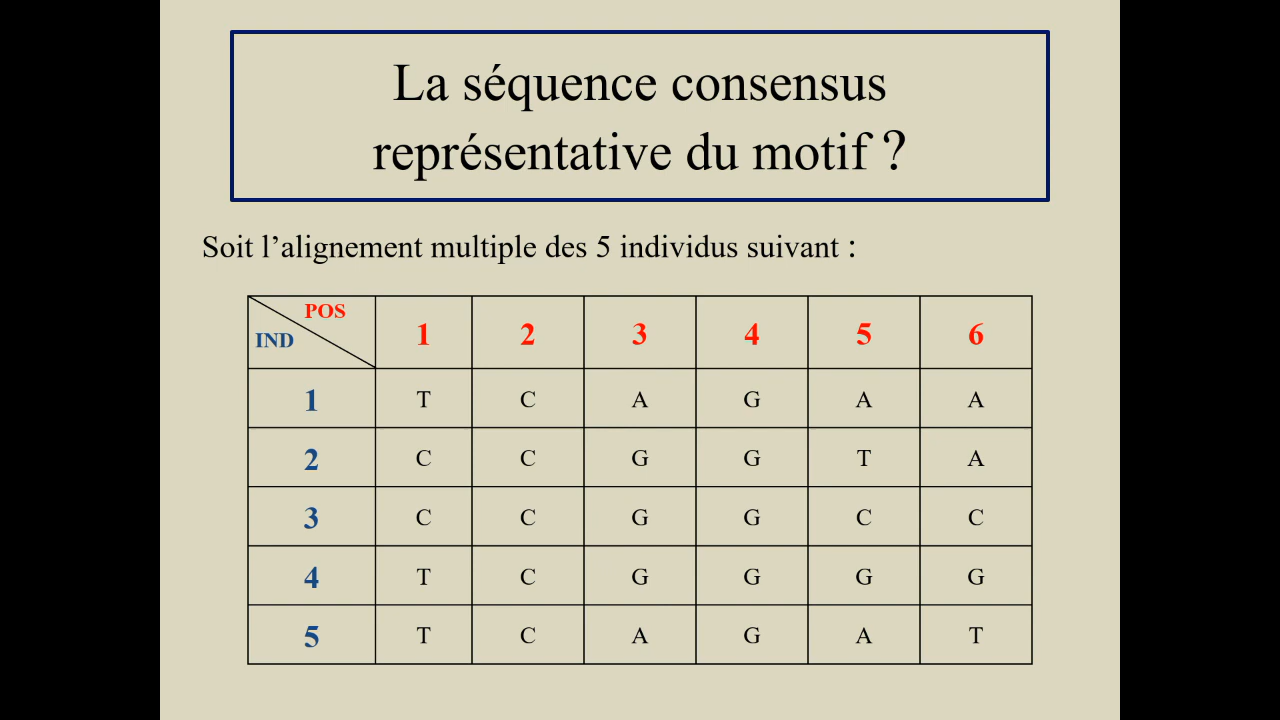 La séquence consensus
représentative du motif ?
Soit l’alignement multiple des 5 individus suivant :
POS
IND 1 2 3 4 5 6
1 T C A G A A
2 C C G G T A
3 C C G G C C
4 T C G G G G
5 T C A G A T